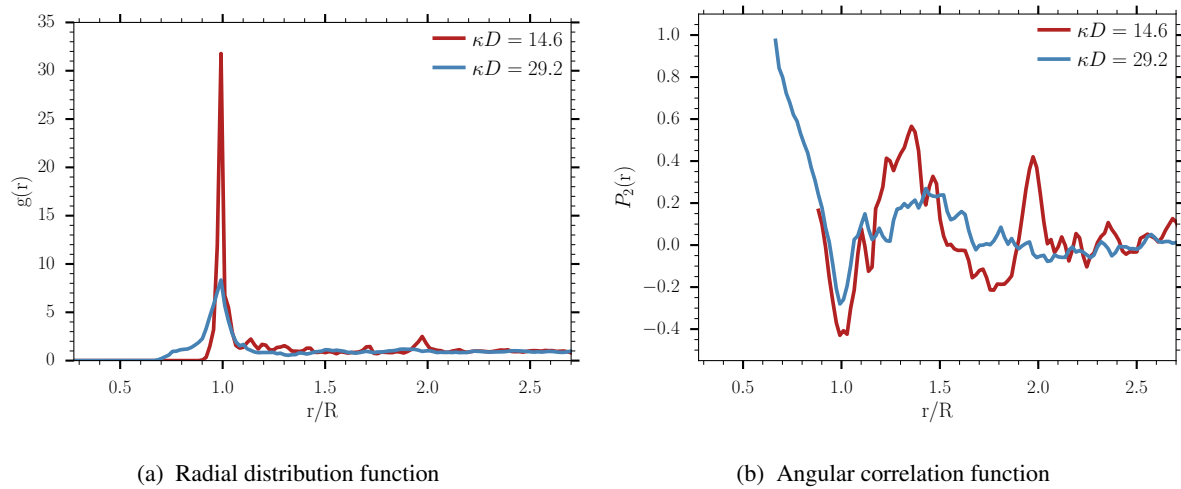 35
30
25
20
15
10
5
0
g(r)
κD = 14.6
κD = 29.2
0.5 1.0 1.5 2.0 2.5
r/R
(a) Radial distribution function
1.0
0.8
0.6
0.4
0.2
0.0
−0.2
−0.4
P₂(r)
κD = 14.6
κD = 29.2
0.5 1.0 1.5 2.0 2.5
r/R
(b) Angular correlation function